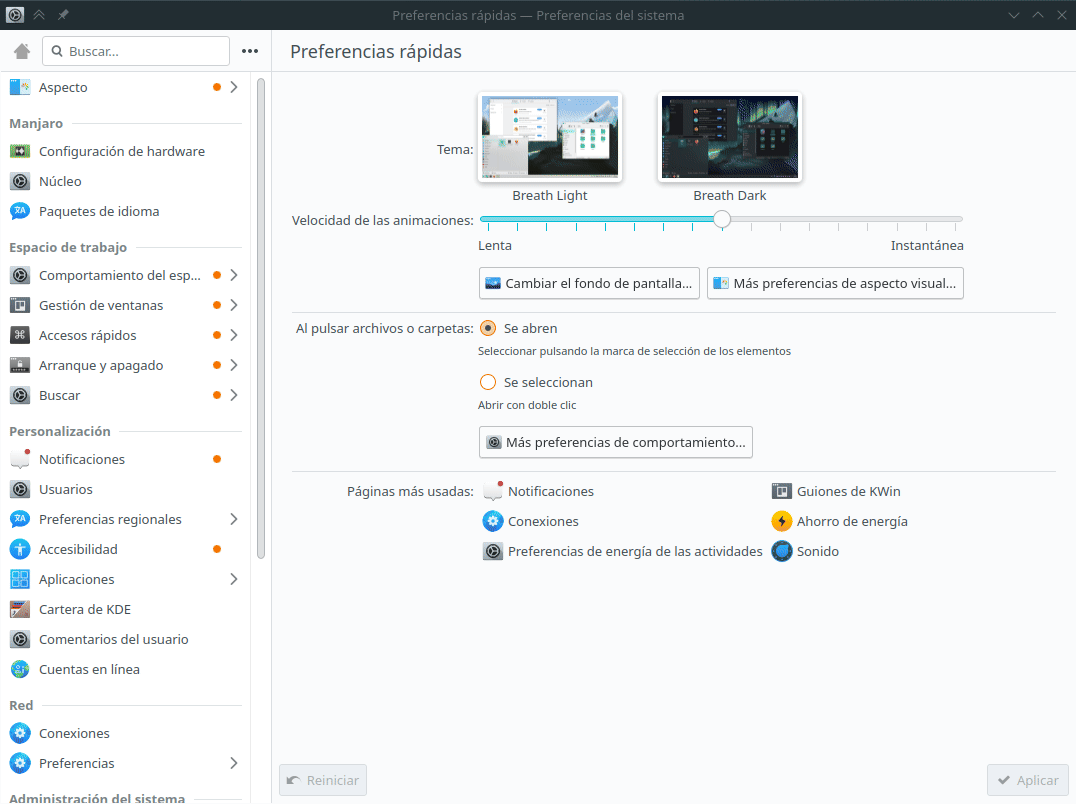 Preferencias rápidas — Preferencias del sistema
Buscar...
Preferencias rápidas
Aspecto
Manjaro
Configuración de hardware
Núcleo
Paquetes de idioma
Espacio de trabajo
Comportamiento del esp...
Gestión de ventanas
Accesos rápidos
Arranque y apagado
Buscar
Personalización
Notificaciones
Usuarios
Preferencias regionales
Accesibilidad
Aplicaciones
Cartera de KDE
Comentarios del usuario
Cuentas en línea
Red
Conexiones
Preferencias
Administración del sistema
Tema:
Breath Light
Breath Dark
Velocidad de las animaciones:
Lenta
Instantánea
Cambiar el fondo de pantalla...
Más preferencias de aspecto visual...
Al pulsar archivos o carpetas:
Se abren
Seleccionar pulsando la marca de selección de los elementos
Se seleccionan
Abrir con doble clic
Más preferencias de comportamiento...
Páginas más usadas:
Notificaciones
Guiones de KWin
Conexiones
Ahorro de energía
Preferencias de energía de las actividades
Sonido
Reiniciar
Aplicar